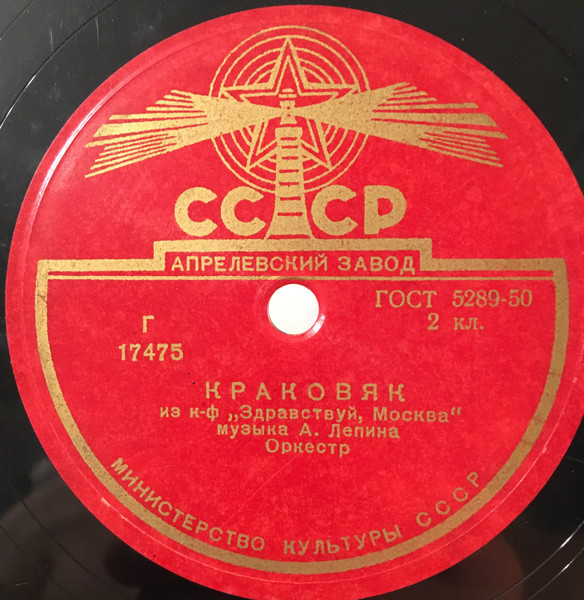 СССР
АПРЕЛЕВСКИЙ ЗАВОД
ГОСТ 5289-50
2 кл.
Г
17475
КРАКОВЯК
из к-ф „Здравствуй, Москва“
музыка А. Лепина
Оркестр
МИНИСТЕРСТВО КУЛЬТУРЫ СССР